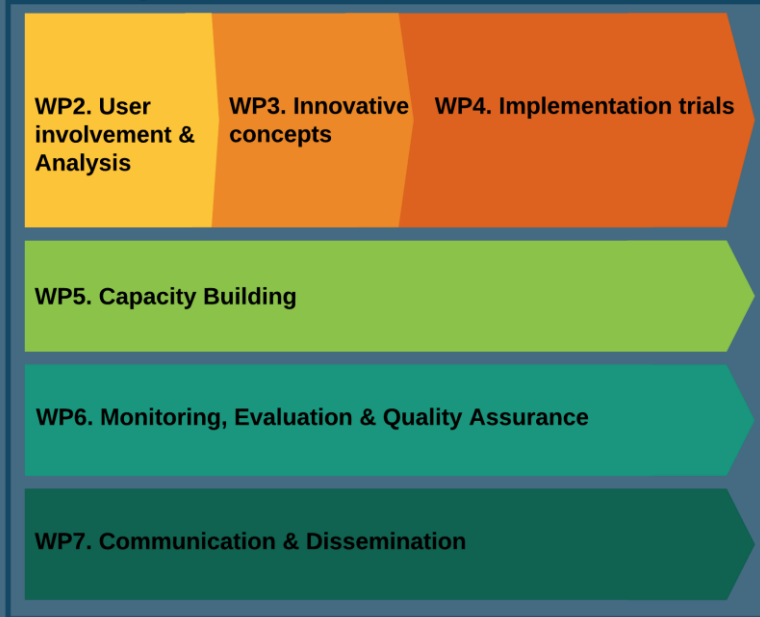 WP2. User
involvement &
Analysis
WP3. Innovative
concepts
WP4. Implementation trials
WP5. Capacity Building
WP6. Monitoring, Evaluation & Quality Assurance
WP7. Communication & Dissemination